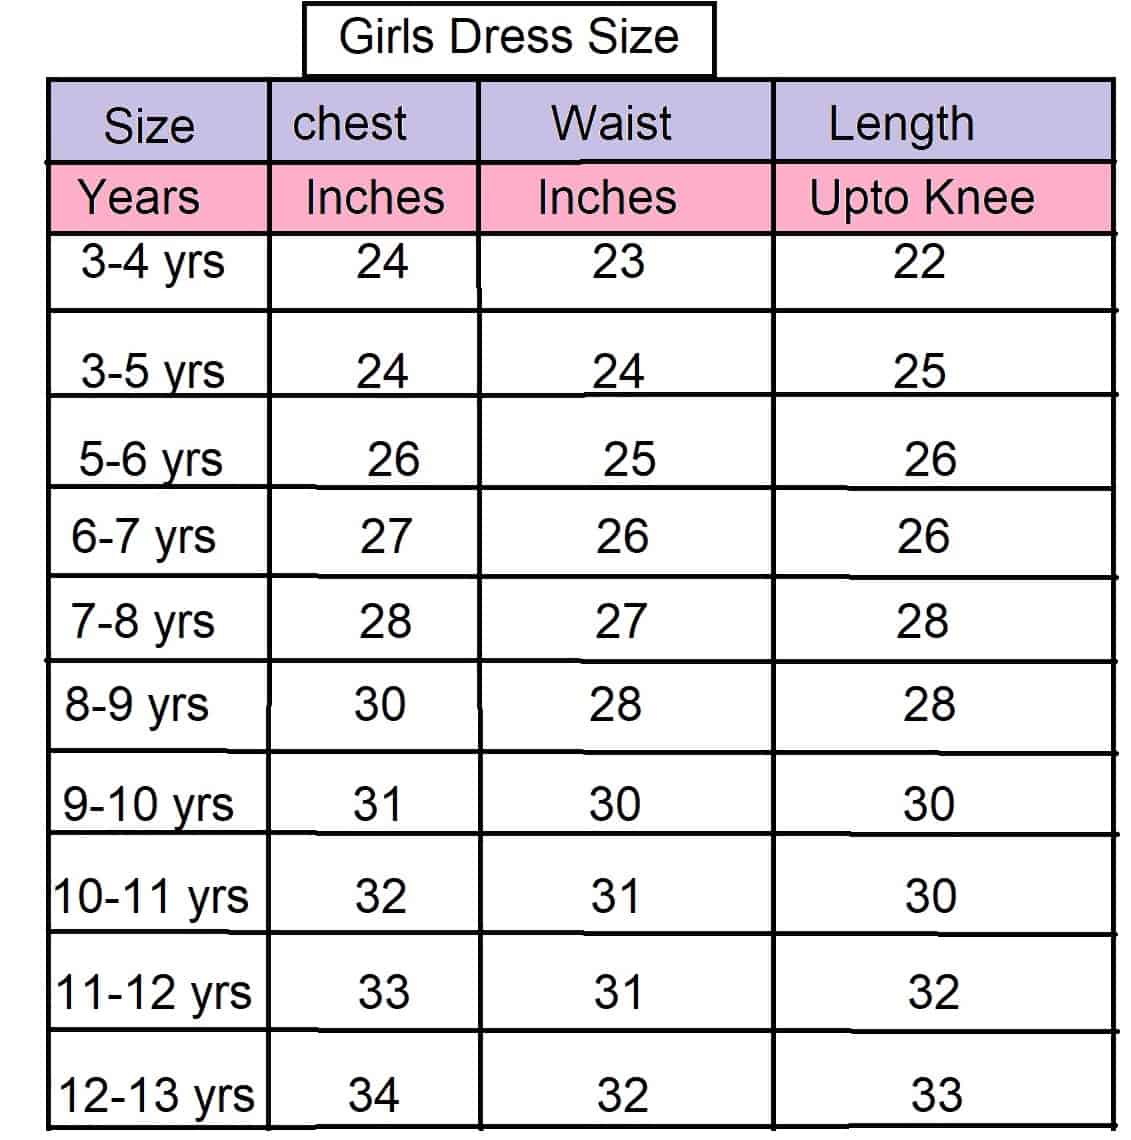 Girls Dress Size
Size chest Waist Length
Years Inches Inches Upto Knee
3-4 yrs 24 23 22
3-5 yrs 24 24 25
5-6 yrs 26 25 26
6-7 yrs 27 26 26
7-8 yrs 28 27 28
8-9 yrs 30 28 28
9-10 yrs 31 30 30
10-11 yrs 32 31 30
11-12 yrs 33 31 32
12-13 yrs 34 32 33